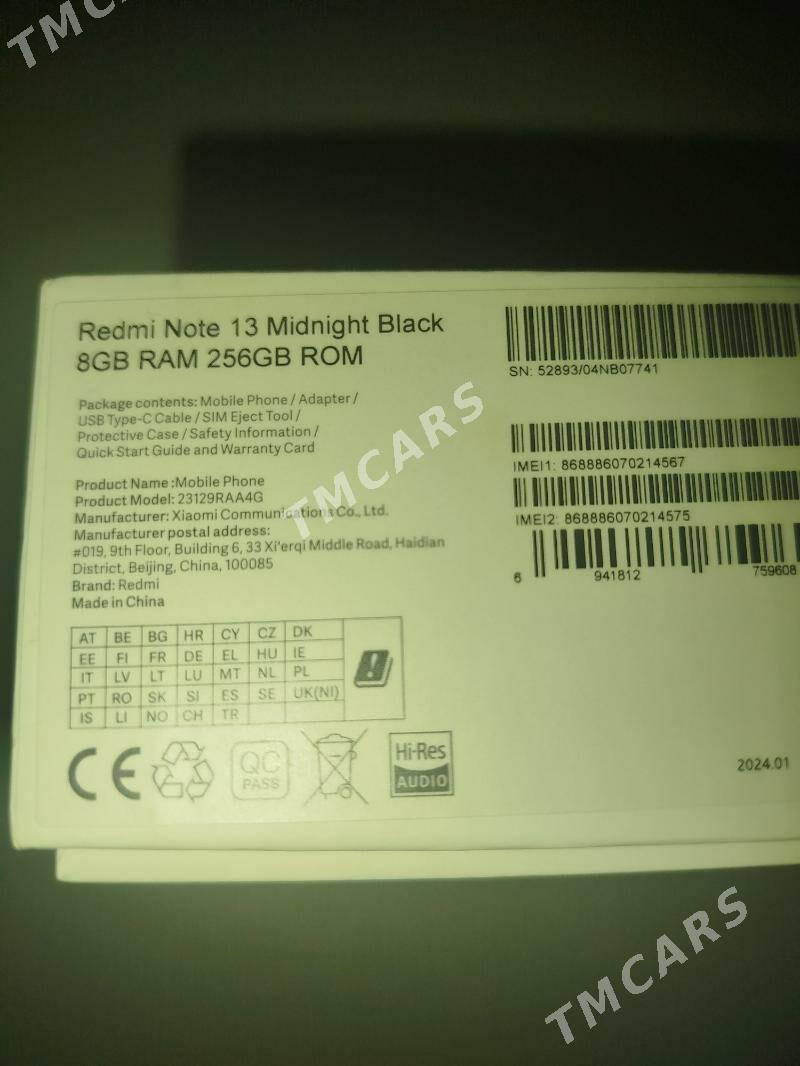 TMCARS
Redmi Note 13 Midnight Black
8GB RAM 256GB ROM
Package contents: Mobile Phone / Adapter /
USB Type-C Cable / SIM Eject Tool /
Protective Case / Safety Information /
Quick Start Guide and Warranty Card
Product Name :Mobile Phone
Product Model: 23129RAA4G
Manufacturer: Xiaomi Communications Co., Ltd.
Manufacturer postal address:
#019, 9th Floor, Building 6, 33 Xi'erqi Middle Road, Haidian
District, Beijing, China, 100085
Brand: Redmi
Made in China
SN: 52893/04NB07741
IMEI1: 868886070214567
IMEI2: 868886070214575
6 941812 759608
TMCARS
AT BE BG HR CY CZ DK
EE FI FR DE EL HU IE
IT LV LT LU MT NL PL
PT RO SK SI ES SE UK(NI)
IS LI NO CH TR
CE
QC
PASS
Hi-Res
AUDIO
2024.01
TMCARS